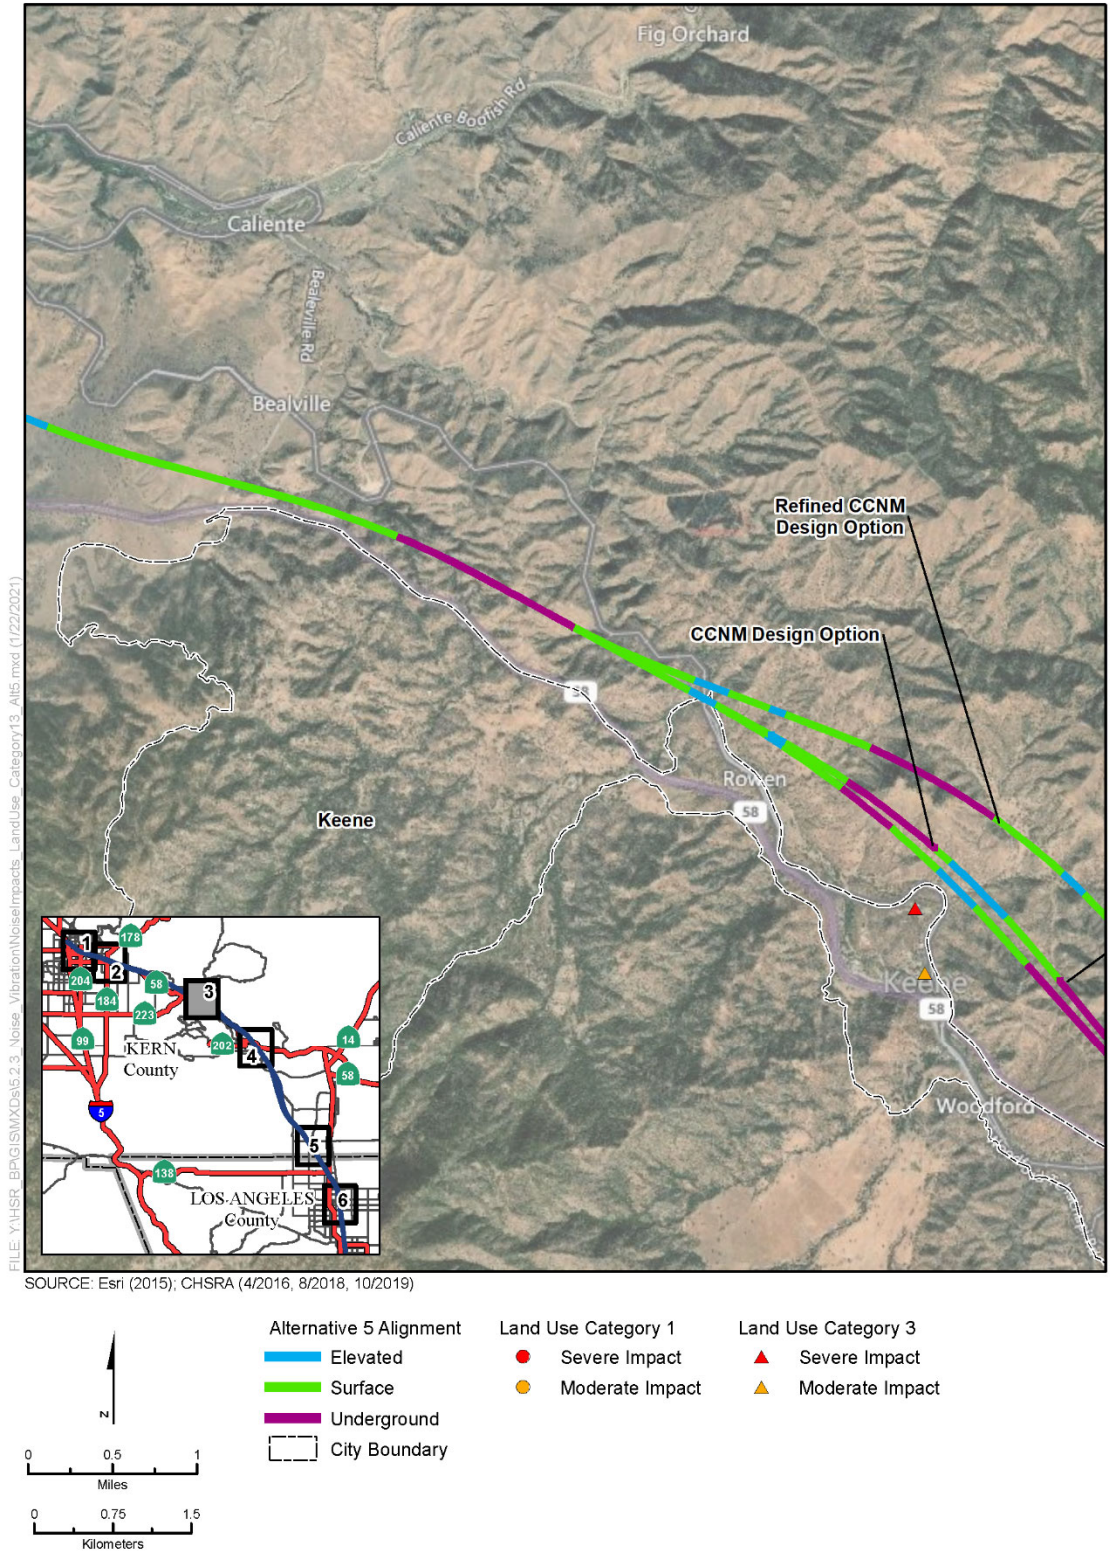 Fig Orchard
Caliente Bodfish Rd
Caliente
Bealeville Rd
Bealville
Refined CCNM
Design Option
CCNM Design Option
58
Rowen
58
Keene
Keene
58
Woodford
1
178
2
204
58
3
184
223
99
202
4
14
KERN
County
58
5
5
138
LOS ANGELES
County
6
FILE: Y:\HSR_BP\GIS\MXDs\5.2.3_Noise_Vibration\NoiseImpacts_LandUse_Category13_Alt5.mxd (1/22/2021)
SOURCE: Esri (2015); CHSRA (4/2016, 8/2018, 10/2019)
Alternative 5 Alignment
Elevated
Surface
Underground
City Boundary
Land Use Category 1
Severe Impact
Moderate Impact
Land Use Category 3
Severe Impact
Moderate Impact
N
0 0.5 1
Miles
0 0.75 1.5
Kilometers